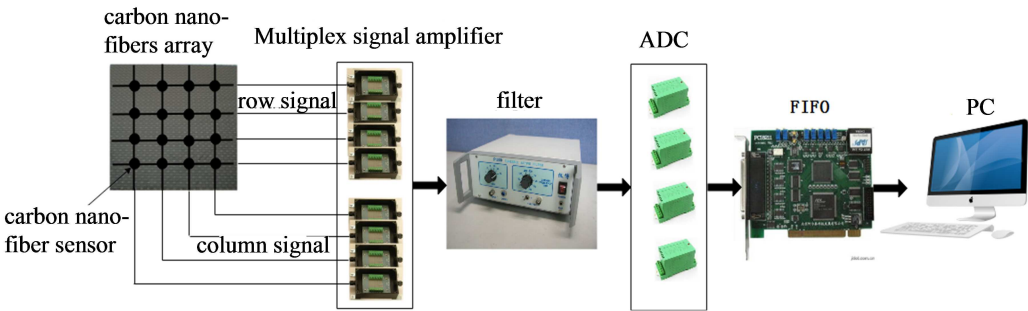 carbon nano-
fibers array
Multiplex signal amplifier
ADC
row signal
filter
FIFO
PC
carbon nano-
fiber sensor
column signal